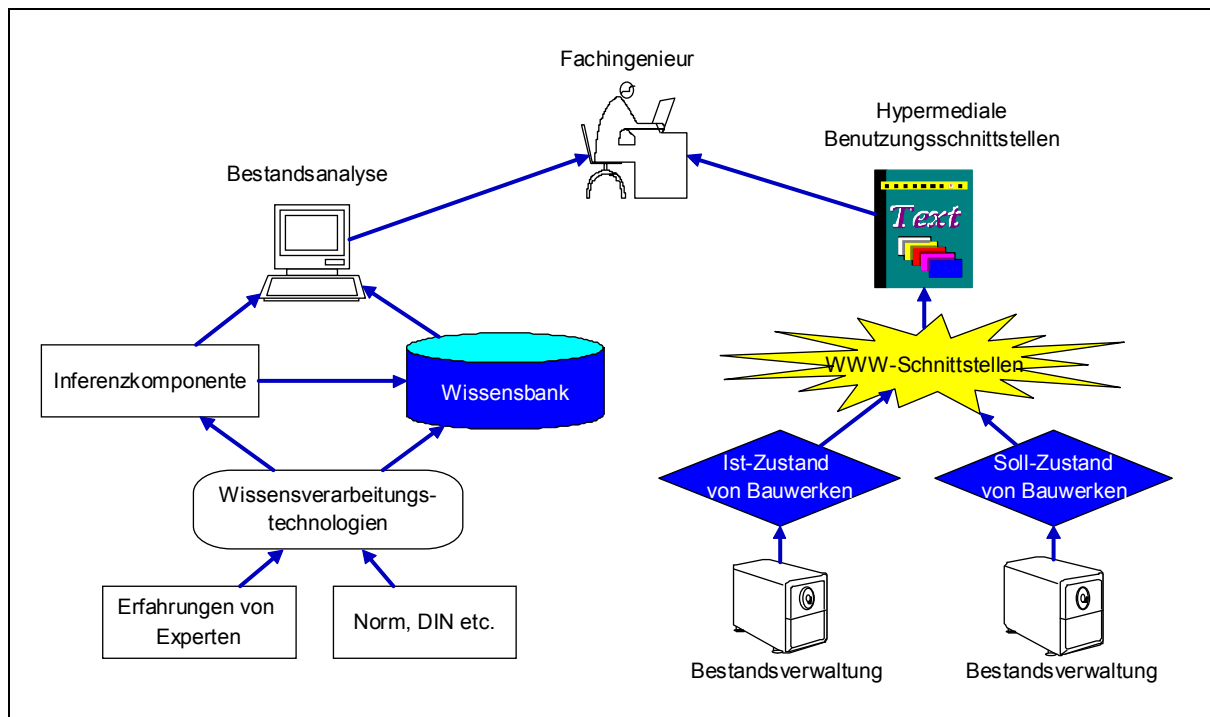 Fachingenieur
Hypermediale
Benutzungsschnittstellen
Bestandsanalyse
Text
Inferenzkomponente
Wissensbank
WWW-Schnittstellen
Ist-Zustand
von Bauwerken
Soll-Zustand
von Bauwerken
Wissensverarbeitungs-
technologien
Erfahrungen von
Experten
Norm, DIN etc.
Bestandsverwaltung
Bestandsverwaltung